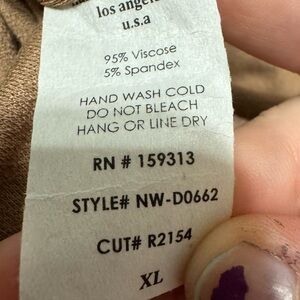 los angeles
u.s.a
95% Viscose
5% Spandex
HAND WASH COLD
DO NOT BLEACH
HANG OR LINE DRY
RN # 159313
STYLE# NW-D0662
CUT# R2154
XL